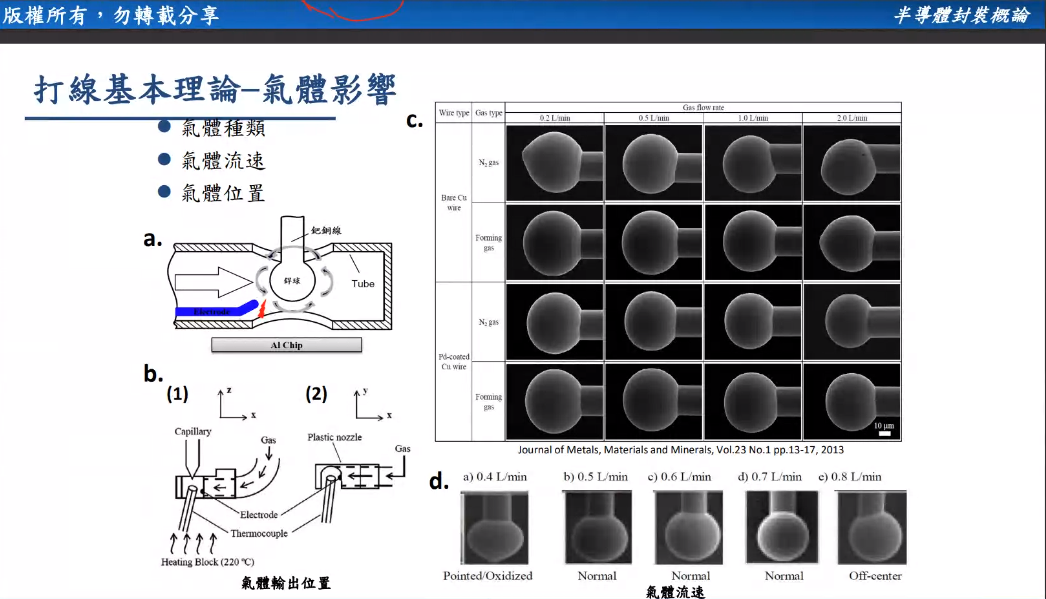 版權所有，勿轉載分享
半導體封裝概論
打線基本理論–氣體影響
● 氣體種類
● 氣體流速
● 氣體位置
a.
鈀銅線
銲球
Tube
Electrode
Al Chip
b.
(1)
z
x
(2)
y
x
Capillary
Gas
Plastic nozzle
Gas
Electrode
Thermocouple
Heating Block (220 ºC)
氣體輸出位置
c.
Wire type
Gas type
Gas flow rate
0.2 L/min
0.5 L/min
1.0 L/min
2.0 L/min
Bare Cu
wire
N2 gas
Forming
gas
Pd-coated
Cu wire
N2 gas
Forming
gas
10 μm
Journal of Metals, Materials and Minerals, Vol.23 No.1 pp.13-17, 2013
d.
a) 0.4 L/min
b) 0.5 L/min
c) 0.6 L/min
d) 0.7 L/min
e) 0.8 L/min
Pointed/Oxidized
Normal
Normal
Normal
Off-center
氣體流速